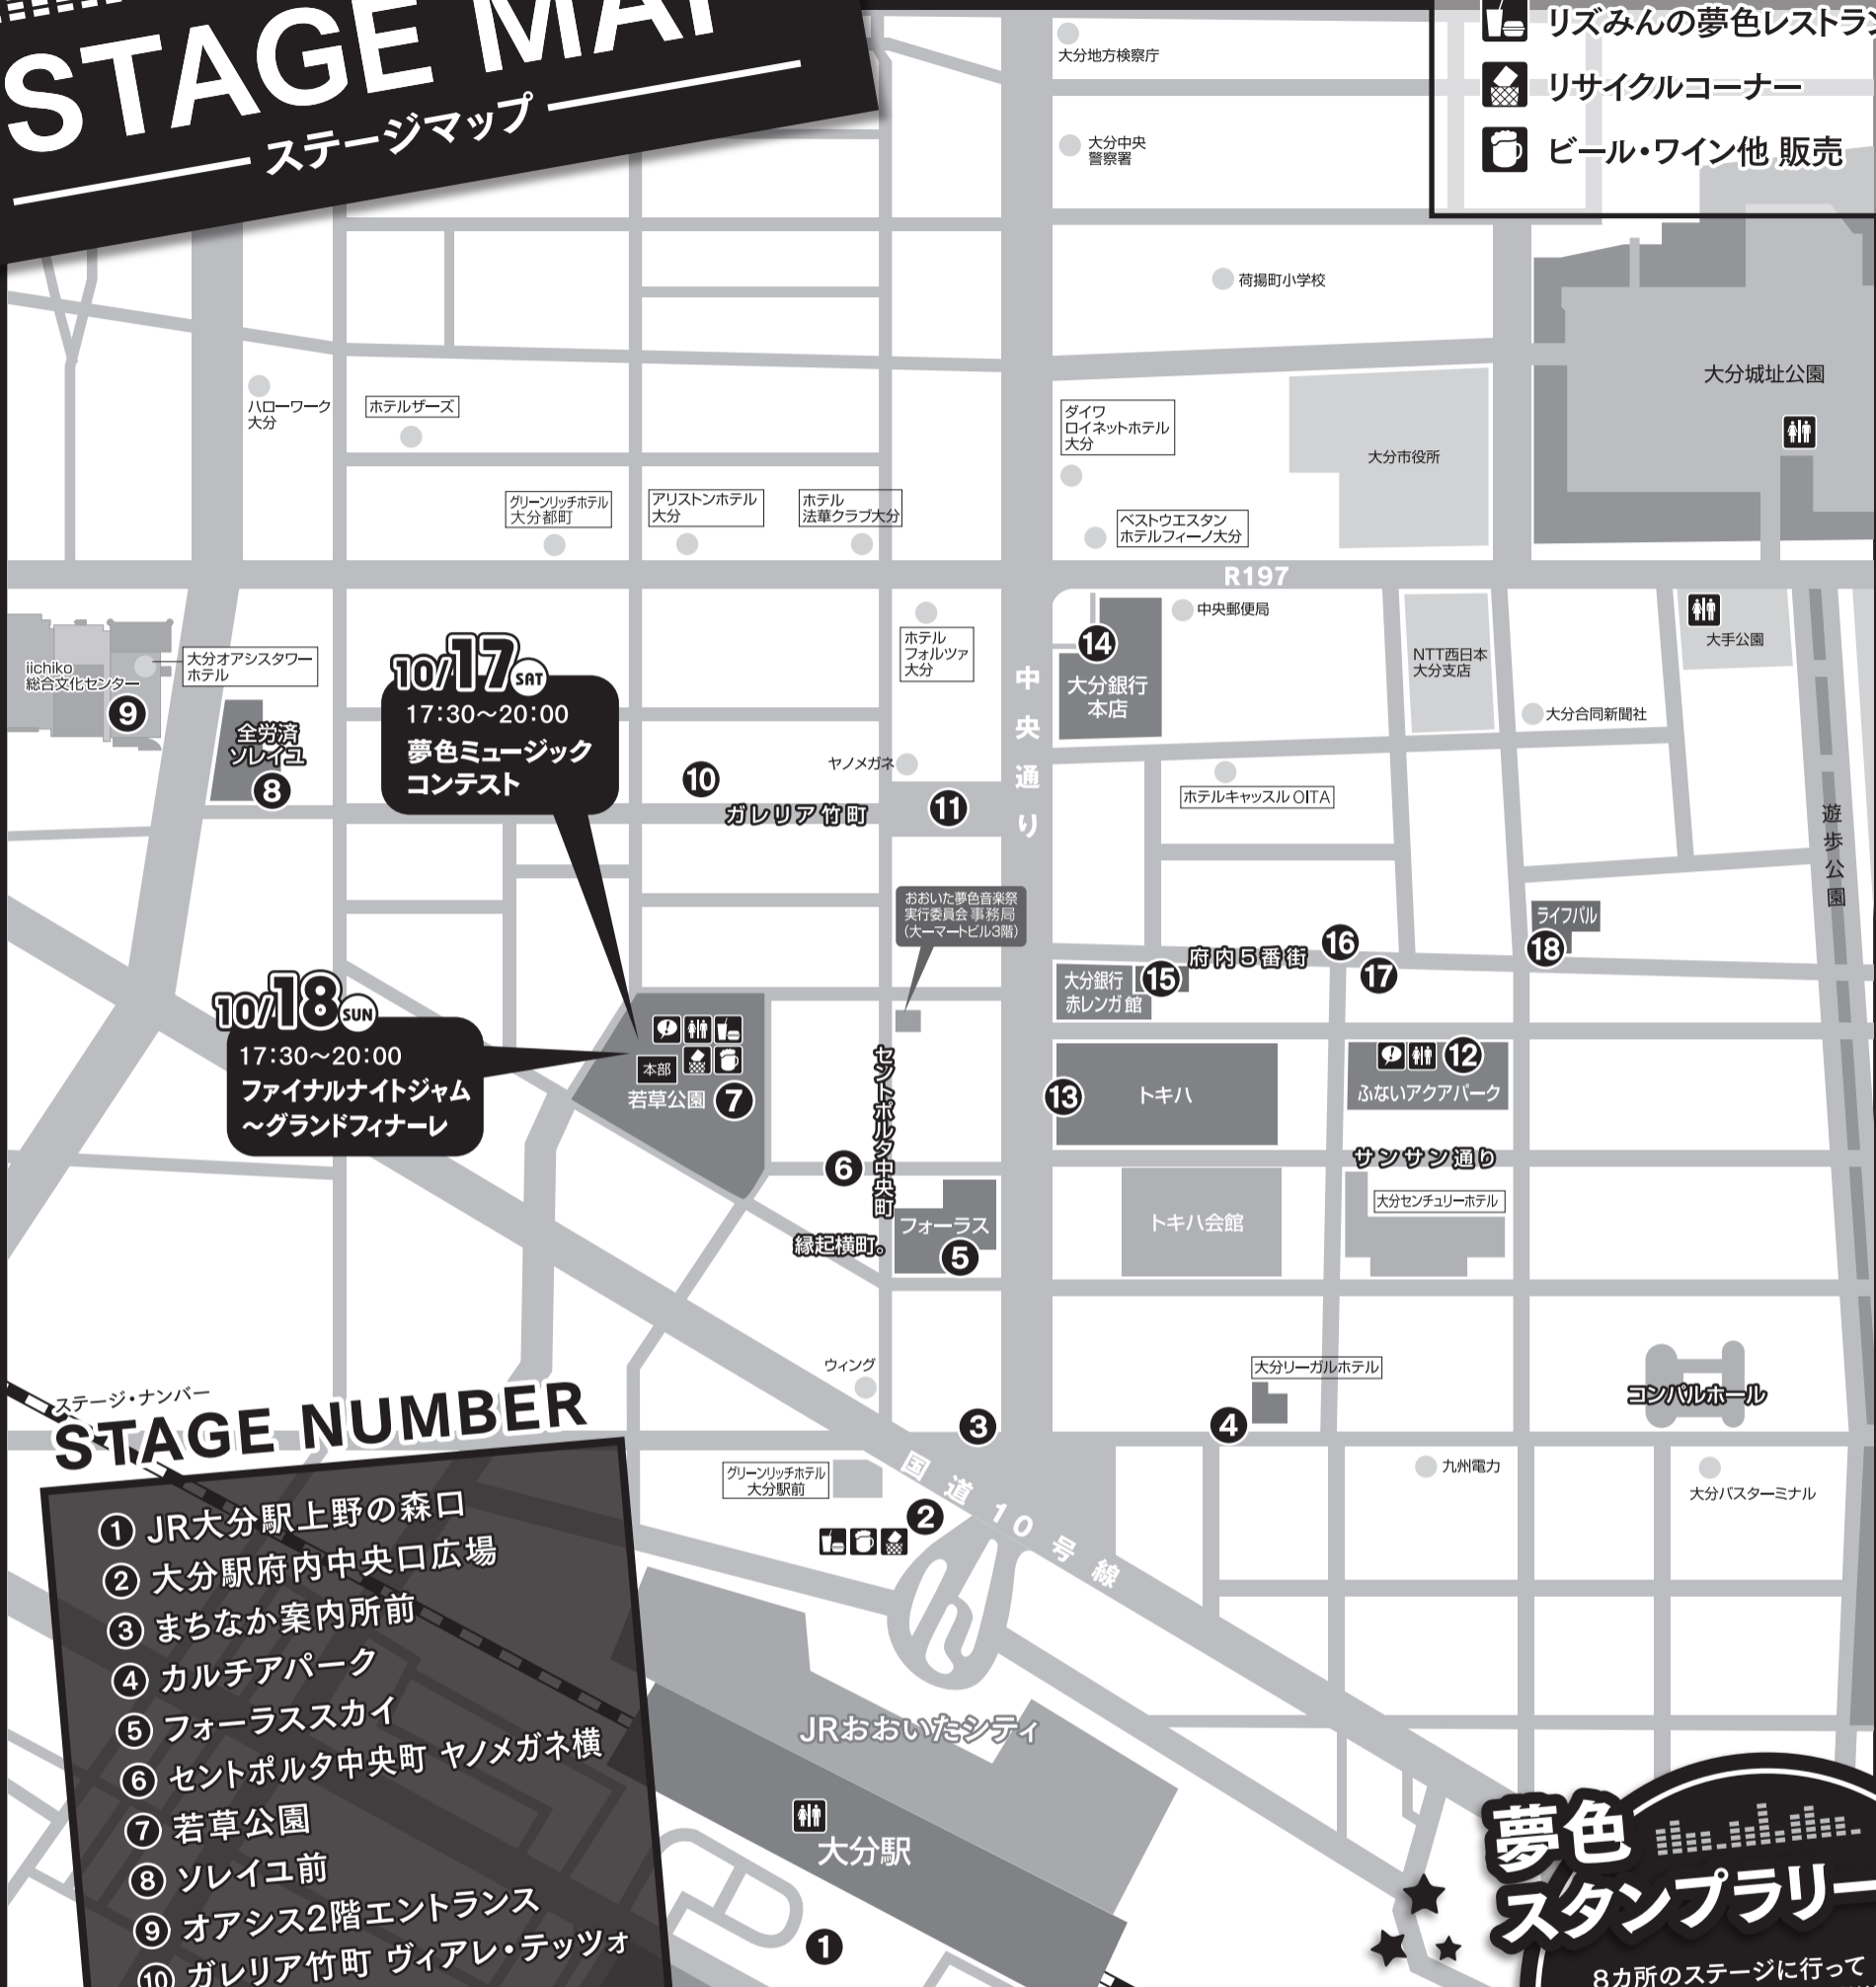 STAGE MAP
ステージマップ
リズみんの夢色レストラン
リサイクルコーナー
ビール・ワイン他 販売
大分地方検察庁
大分中央
警察署
荷揚町小学校
大分城址公園
ハローワーク
大分
ホテルザーズ
ダイワ
ロイネットホテル
大分
大分市役所
グリーンリッチホテル
大分都町
アリストンホテル
大分
ホテル
法華クラブ大分
ベストウエスタン
ホテルフィーノ大分
R197
中央郵便局
大手公園
iichiko
総合文化センター
9
大分オアシスタワー
ホテル
全労済
ソレイユ
8
10/17 SAT
17:30〜20:00
夢色ミュージック
コンテスト
ホテル
フォルツァ
大分
中央通り
14
大分銀行
本店
NTT西日本
大分支店
大分合同新聞社
10
ガレリア竹町
ヤノメガネ
11
ホテルキャッスル OITA
遊歩公園
おおいた夢色音楽祭
実行委員会 事務局
(大一マートビル3階)
府内5番街
16
17
ライフパル
18
大分銀行
赤レンガ館
15
10/18 SUN
17:30〜20:00
ファイナルナイトジャム
〜グランドフィナーレ
本部
若草公園
7
セントポルタ中央町
13
トキハ
12
ふないアクアパーク
サンサン通り
6
縁起横町。
フォーラス
5
トキハ会館
大分センチュリーホテル
ウィング
3
大分リーガルホテル
4
コンパルホール
九州電力
大分バスターミナル
グリーンリッチホテル
大分駅前
2
国道10号線
JRおおいたシティ
大分駅
1
ステージ・ナンバー
STAGE NUMBER
1 JR大分駅上野の森口
2 大分駅府内中央口広場
3 まちなか案内所前
4 カルチアパーク
5 フォーラススカイ
6 セントポルタ中央町 ヤノメガネ横
7 若草公園
8 ソレイユ前
9 オアシス2階エントランス
10 ガレリア竹町 ヴィアレ・テッツォ
夢色
スタンプラリー
8カ所のステージに行って